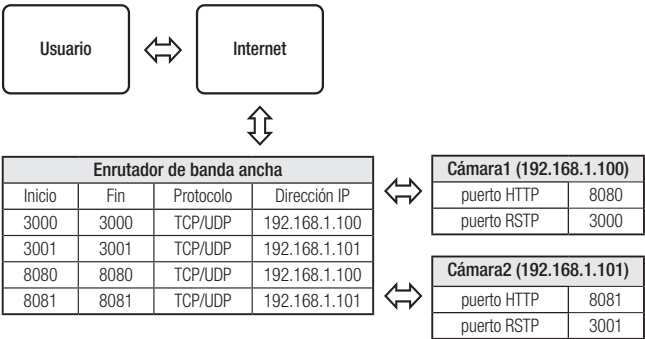 Usuario
Internet
Enrutador de banda ancha
Inicio Fin Protocolo Dirección IP
3000 3000 TCP/UDP 192.168.1.100
3001 3001 TCP/UDP 192.168.1.101
8080 8080 TCP/UDP 192.168.1.100
8081 8081 TCP/UDP 192.168.1.101
Cámara1 (192.168.1.100)
puerto HTTP 8080
puerto RSTP 3000
Cámara2 (192.168.1.101)
puerto HTTP 8081
puerto RSTP 3001